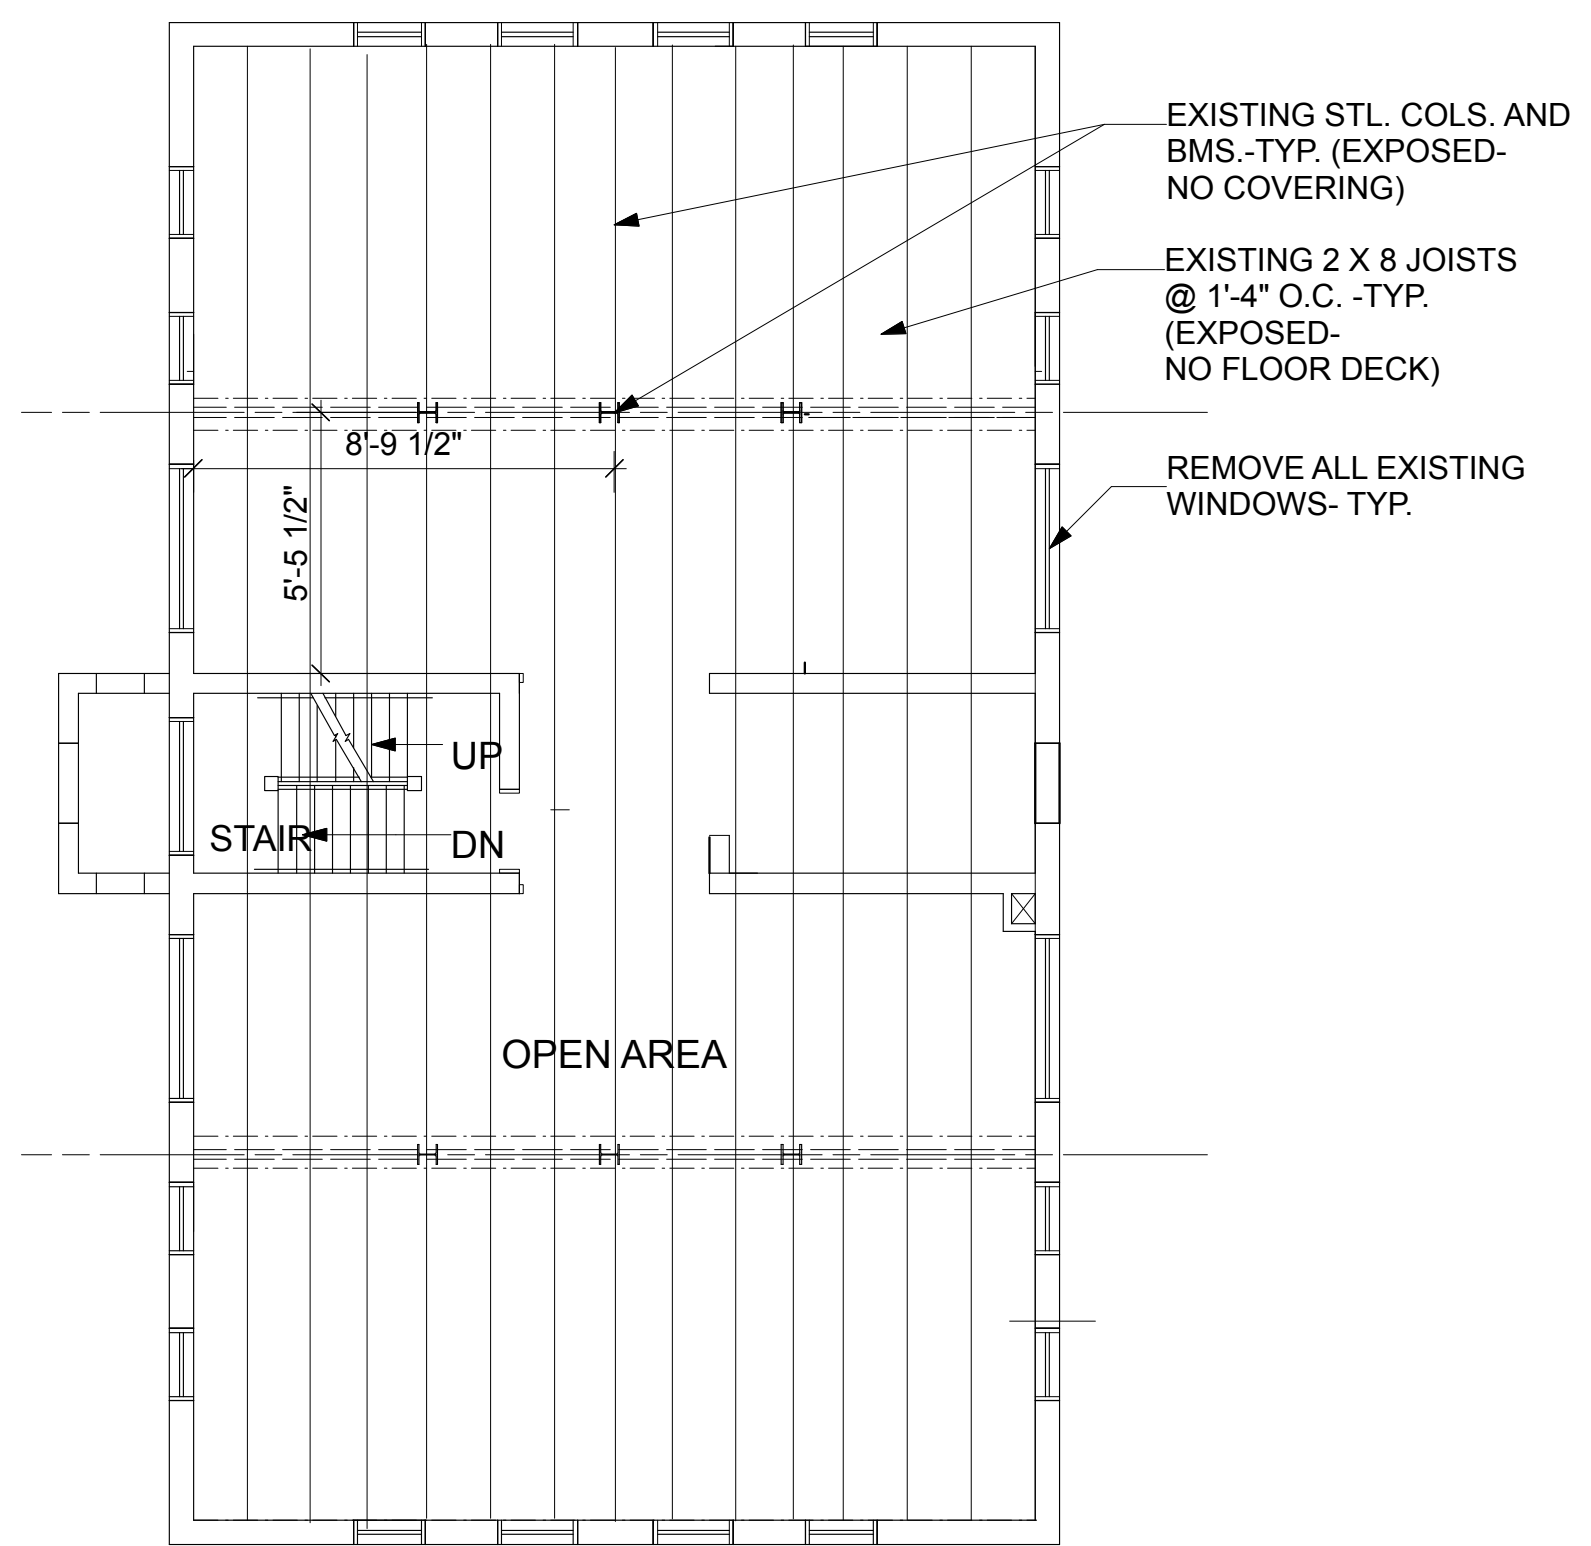 EXISTING STL. COLS. AND
BMS.-TYP. (EXPOSED-
NO COVERING)
EXISTING 2 X 8 JOISTS
@ 1'-4" O.C. -TYP.
(EXPOSED-
NO FLOOR DECK)
8'-9 1/2"
REMOVE ALL EXISTING
WINDOWS- TYP.
5'-5 1/2"
UP
STAIR
DN
OPEN AREA